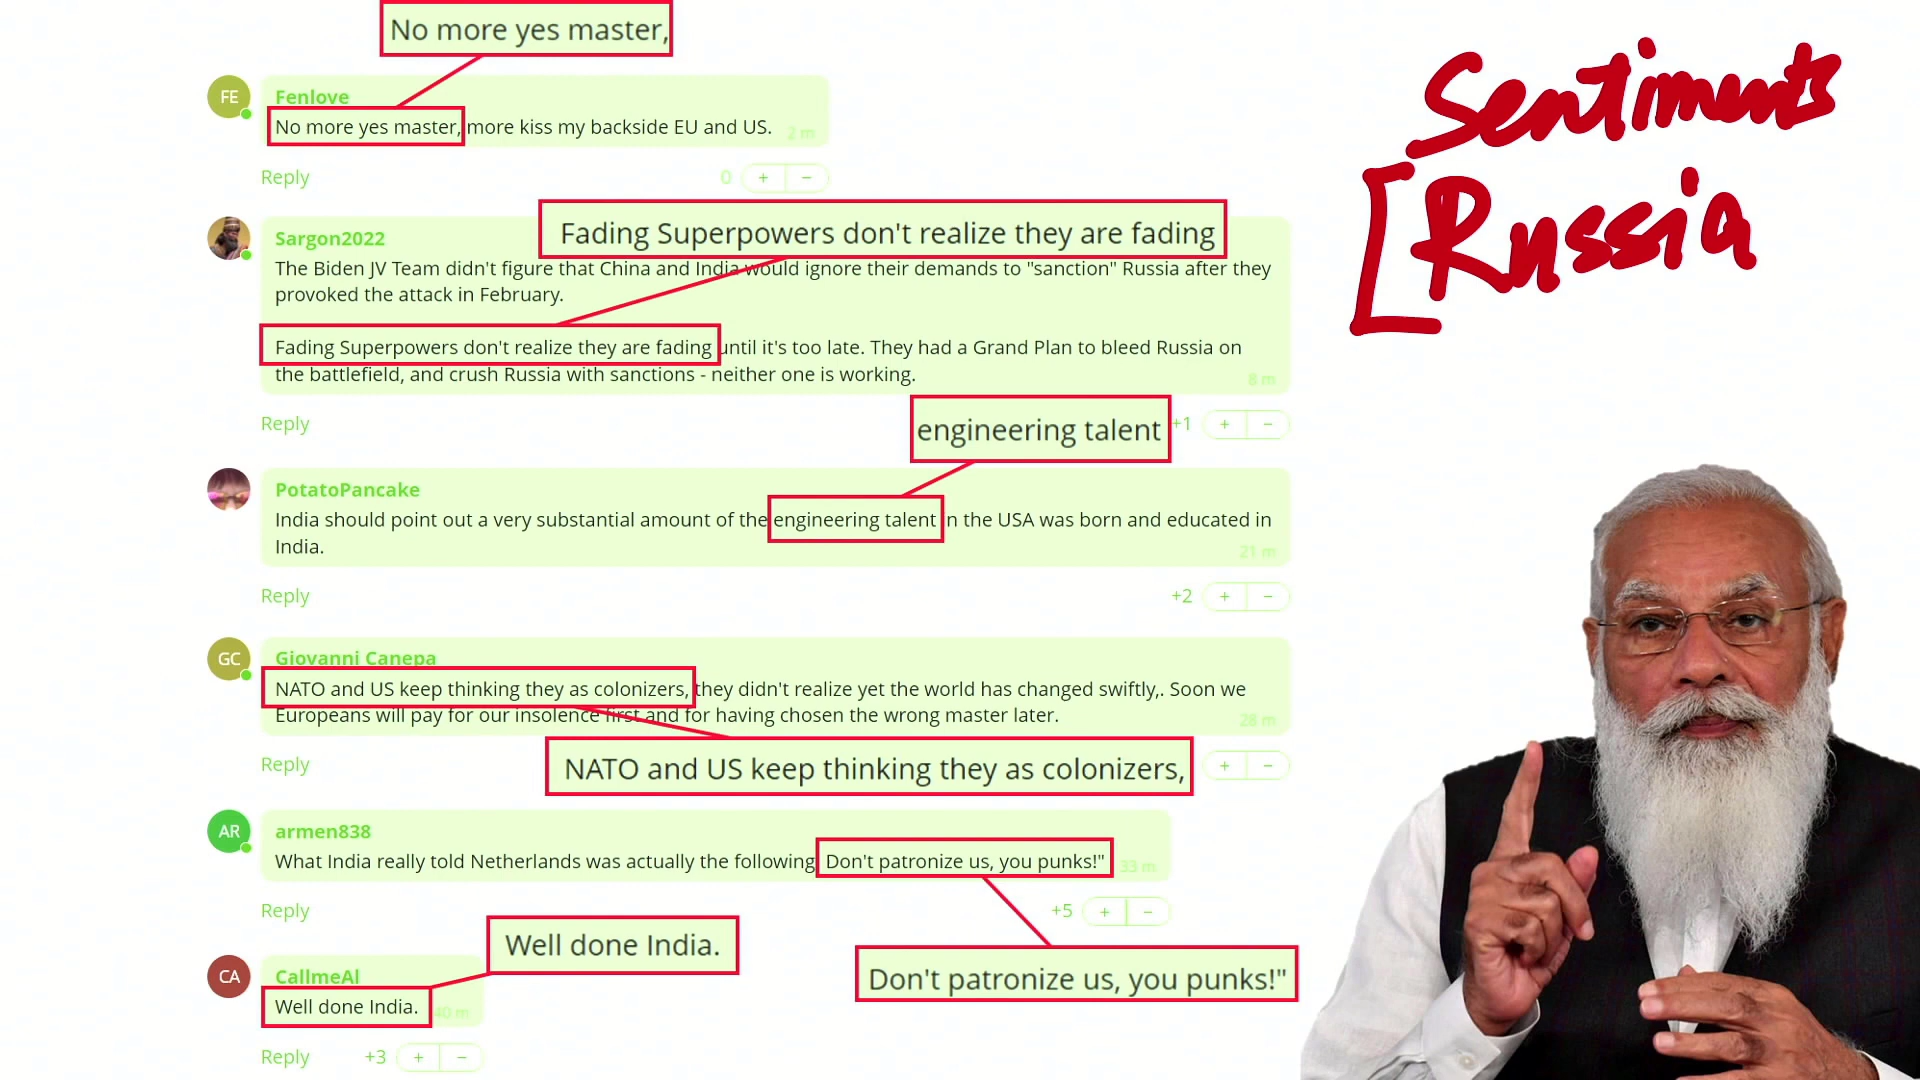 No more yes master,
Sentiments
[Russia
FE
Fenlove
No more yes master, more kiss my backside EU and US.
2 m
Reply
0 + −
Fading Superpowers don't realize they are fading
Sargon2022
The Biden JV Team didn't figure that China and India would ignore their demands to "sanction" Russia after they
provoked the attack in February.
Fading Superpowers don't realize they are fading until it's too late. They had a Grand Plan to bleed Russia on
the battlefield, and crush Russia with sanctions - neither one is working.
8 m
Reply
+1 + −
engineering talent
PotatoPancake
India should point out a very substantial amount of the engineering talent in the USA was born and educated in
India.
21 m
Reply
+2 + −
GC
Giovanni Canepa
NATO and US keep thinking they as colonizers, they didn't realize yet the world has changed swiftly,. Soon we
Europeans will pay for our insolence first and for having chosen the wrong master later.
28 m
Reply
+ −
NATO and US keep thinking they as colonizers,
AR
armen838
What India really told Netherlands was actually the following Don't patronize us, you punks!"
33 m
Reply
+5 + −
Well done India.
Don't patronize us, you punks!"
CA
CallmeAl
Well done India.
40 m
Reply
+3 + −